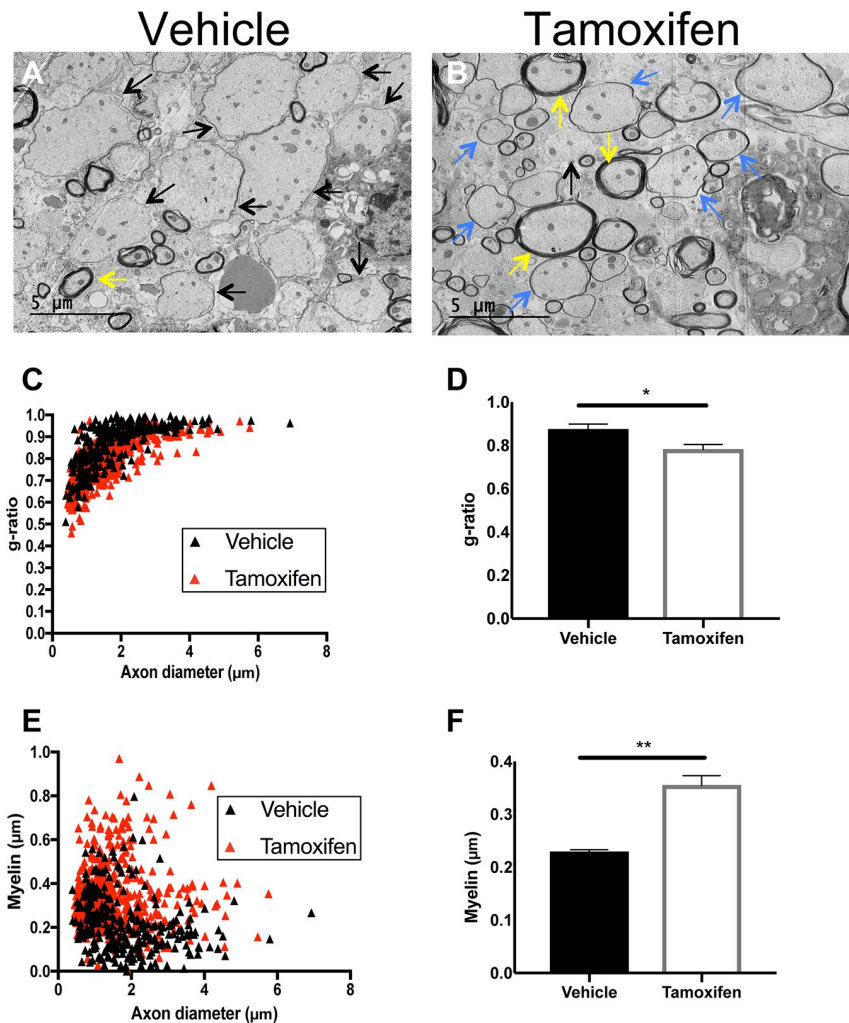 Vehicle
Tamoxifen
A
5 μm
B
5 μm
C
1.0
0.9
0.8
0.7
0.6
0.5
0.4
0.3
0.2
0.1
0.0
g-ratio
0
2
4
6
8
Axon diameter (μm)
Vehicle
Tamoxifen
D
*
1.0
0.8
0.6
0.4
0.2
0.0
g-ratio
Vehicle
Tamoxifen
E
1.0
0.8
0.6
0.4
0.2
0.0
Myelin (μm)
0
2
4
6
8
Axon diameter (μm)
Vehicle
Tamoxifen
F
**
0.4
0.3
0.2
0.1
0.0
Myelin (μm)
Vehicle
Tamoxifen